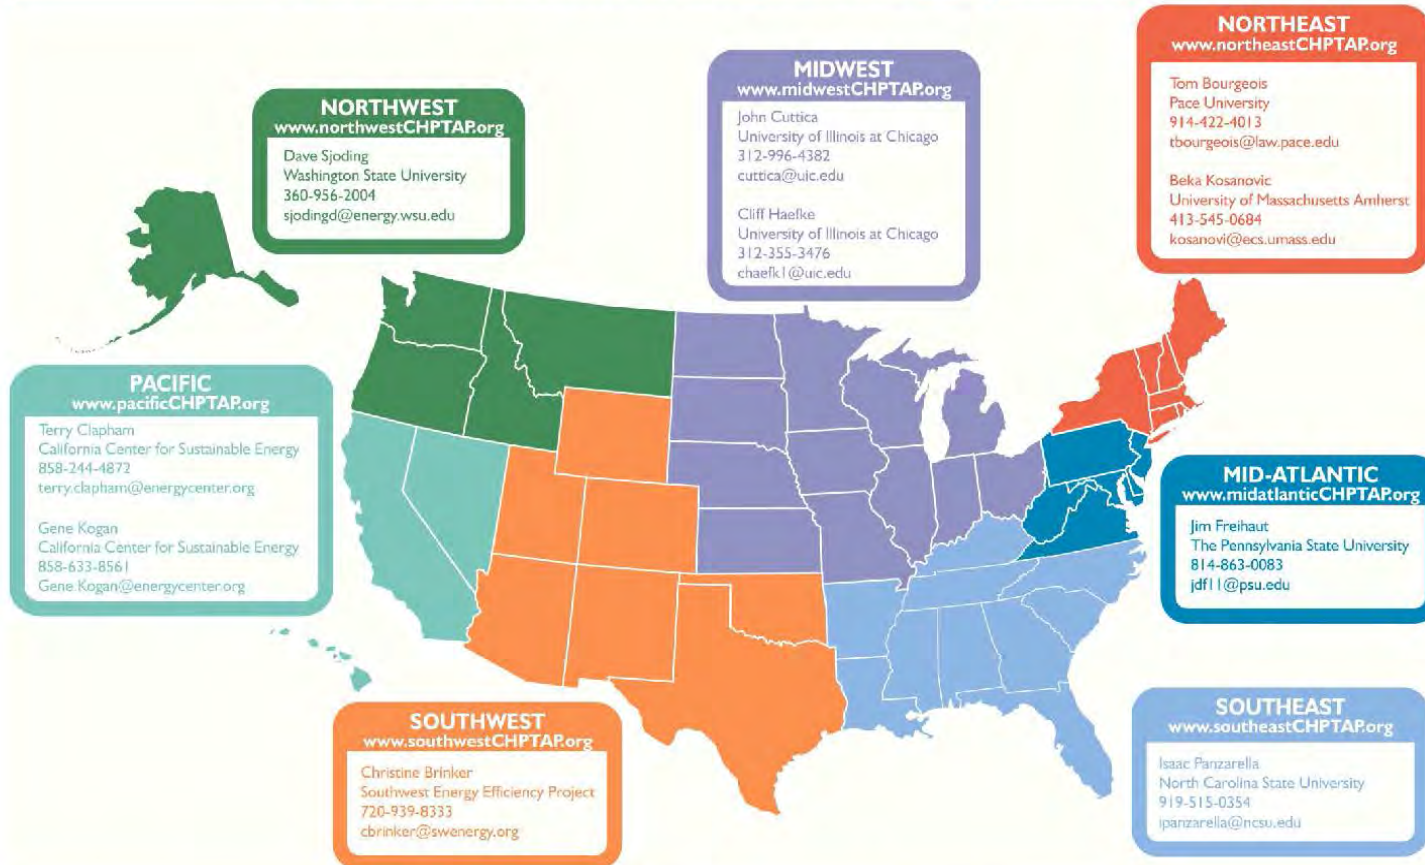 NORTHEAST
www.northeastCHPTAP.org
Tom Bourgeois
Pace University
914-422-4013
tbourgeois@law.pace.edu
Beka Kosanovic
University of Massachusetts Amherst
413-545-0684
kosanovi@ecs.umass.edu
MIDWEST
www.midwestCHPTAP.org
John Cuttica
University of Illinois at Chicago
312-996-4382
cuttica@uic.edu
Cliff Haefke
University of Illinois at Chicago
312-355-3476
chaefk1@uic.edu
NORTHWEST
www.northwestCHPTAP.org
Dave Sjoding
Washington State University
360-956-2004
sjodingd@energy.wsu.edu
PACIFIC
www.pacificCHPTAP.org
Terry Clapham
California Center for Sustainable Energy
858-244-4872
terry.clapham@energycenter.org
Gene Kogan
California Center for Sustainable Energy
858-633-8561
Gene Kogan@energycenter.org
MID-ATLANTIC
www.midatlanticCHPTAP.org
Jim Freihaut
The Pennsylvania State University
814-863-0083
jdf11@psu.edu
SOUTHWEST
www.southwestCHPTAP.org
Christine Brinker
Southwest Energy Efficiency Project
720-939-8333
cbrinker@swenergy.org
SOUTHEAST
www.southeastCHPTAP.org
Isaac Panzarella
North Carolina State University
919-515-0354
ipanzarella@ncsu.edu